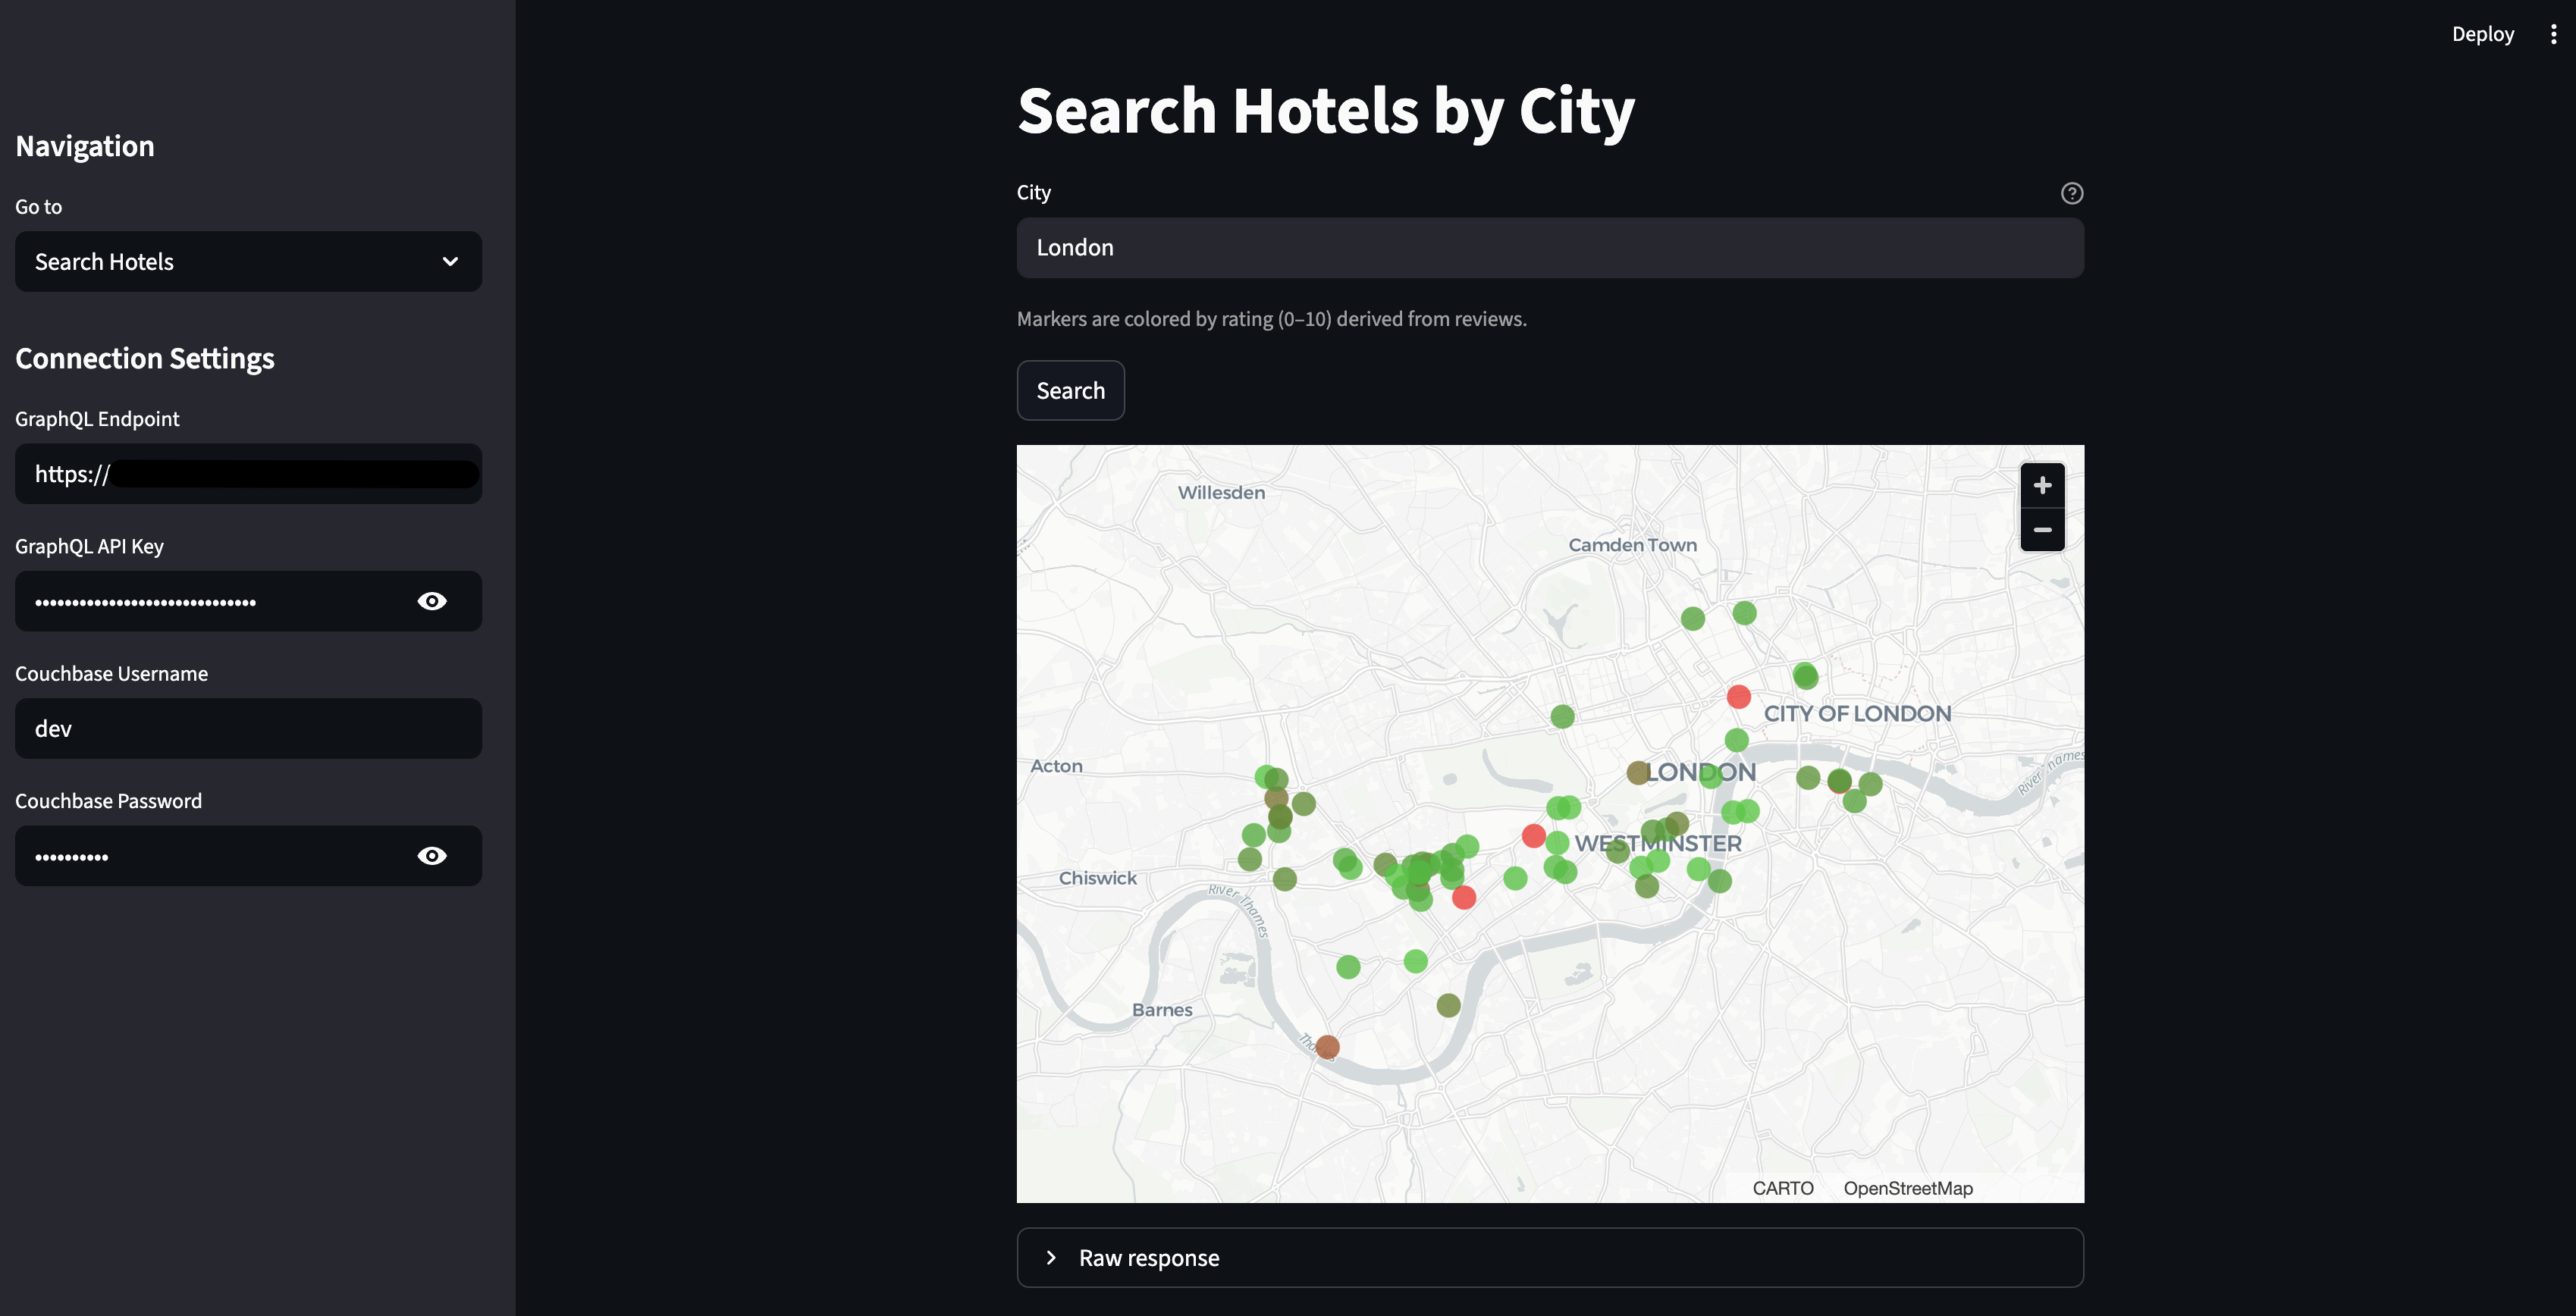 Deploy
Navigation
Go to
Search Hotels
Connection Settings
GraphQL Endpoint
https://
GraphQL API Key
••••••••••••••••••••••••••••••
Couchbase Username
dev
Couchbase Password
••••••••••
Search Hotels by City
City
London
Markers are colored by rating (0–10) derived from reviews.
Search
Willesden
Camden Town
CITY OF LONDON
Acton
LONDON
River Thames
WESTMINSTER
Chiswick
River Thames
Barnes
CARTO
OpenStreetMap
Raw response